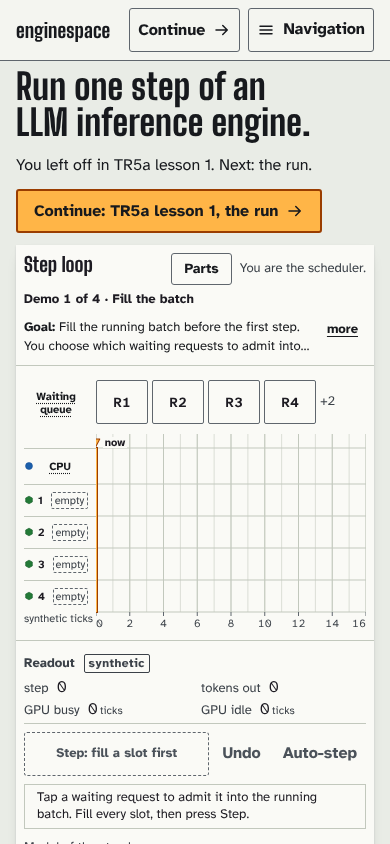 enginespace
Continue →
Navigation
Run one step of an
LLM inference engine.
You left off in TR5a lesson 1. Next: the run.
Continue: TR5a lesson 1, the run →
Step loop
Parts
You are the scheduler.
Demo 1 of 4 · Fill the batch
Goal: Fill the running batch before the first step.
You choose which waiting requests to admit into…
more
Waiting
queue
R1
R2
R3
R4
+2
now
CPU
1 empty
2 empty
3 empty
4 empty
synthetic ticks
0 2 4 6 8 10 12 14 16
Readout synthetic
step 0
tokens out 0
GPU busy 0 ticks
GPU idle 0 ticks
Step: fill a slot first
Undo
Auto-step
Tap a waiting request to admit it into the running
batch. Fill every slot, then press Step.